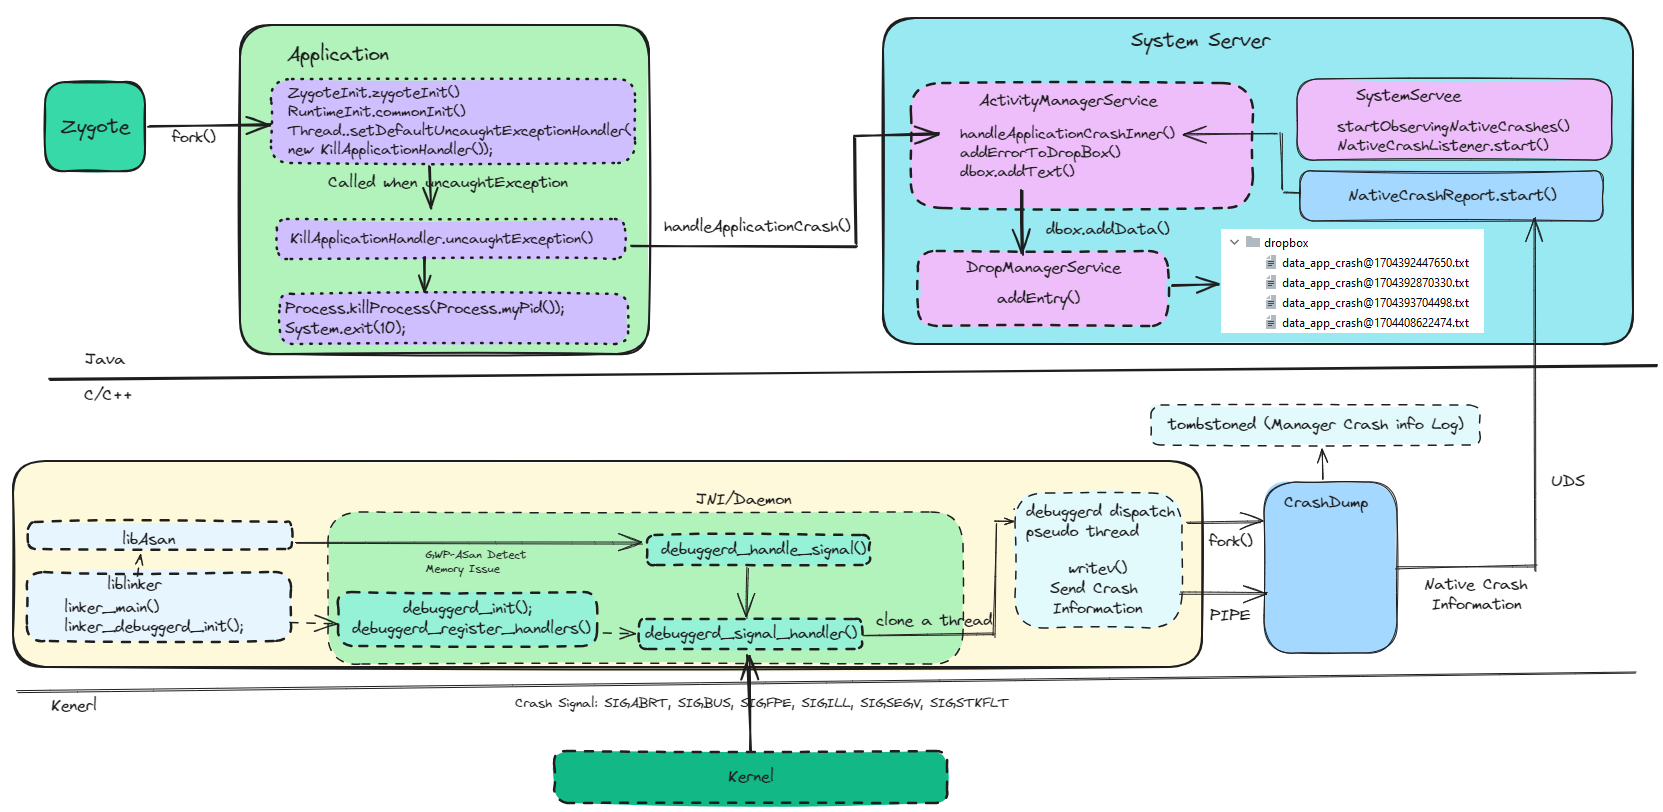 Zygote
fork()
Application
ZygoteInit.zygoteInit()
RuntimeInit.commonInit()
Thread..setDefaultUncaughtExceptionHandler(
new KillApplicationHandler());
Called when uncaughtException
KillApplicationHandler.uncaughtException()
Process.killProcess(Process.myPid());
System.exit(10);
handleApplicationCrash()
System Server
ActivityManagerService
handleApplicationCrashInner()
addErrorToDropBox()
dbox.addText()
SystemServee
startObservingNativeCrashes()
NativeCrashListener.start()
NativeCrashReport.start()
dbox.addData()
DropManagerService
addEntry()
dropbox
data_app_crash@1704392447650.txt
data_app_crash@1704392870330.txt
data_app_crash@1704393704498.txt
data_app_crash@1704408622474.txt
Java
C/C++
tombstoned (Manager Crash info Log)
UDS
JNI/Daemon
libAsan
GWP-ASan Detect
Memory Issue
debuggerd_handle_signal()
liblinker
linker_main()
linker_debuggerd_init();
debuggerd_init();
debuggerd_register_handlers()
debuggerd_signal_handler()
clone a thread
debuggerd dispatch
pseudo thread
writev()
Send Crash
Information
fork()
PIPE
CrashDump
Native Crash
Information
Kenerl
Crash Signal: SIGABRT, SIGBUS, SIGFPE, SIGILL, SIGSEGV, SIGSTKFLT
Kernel